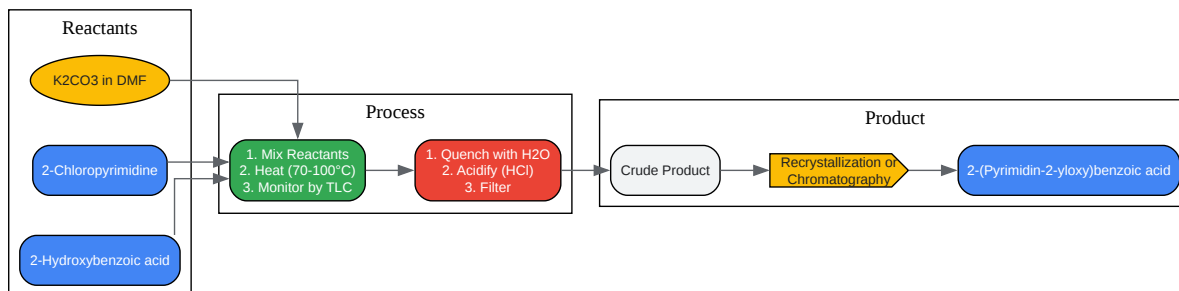 Reactants
K2CO3 in DMF
2-Chloropyrimidine
2-Hydroxybenzoic acid
Process
1. Mix Reactants
2. Heat (70-100°C)
3. Monitor by TLC
1. Quench with H2O
2. Acidify (HCl)
3. Filter
Product
Crude Product
Recrystallization or
Chromatography
2-(Pyrimidin-2-yloxy)benzoic acid